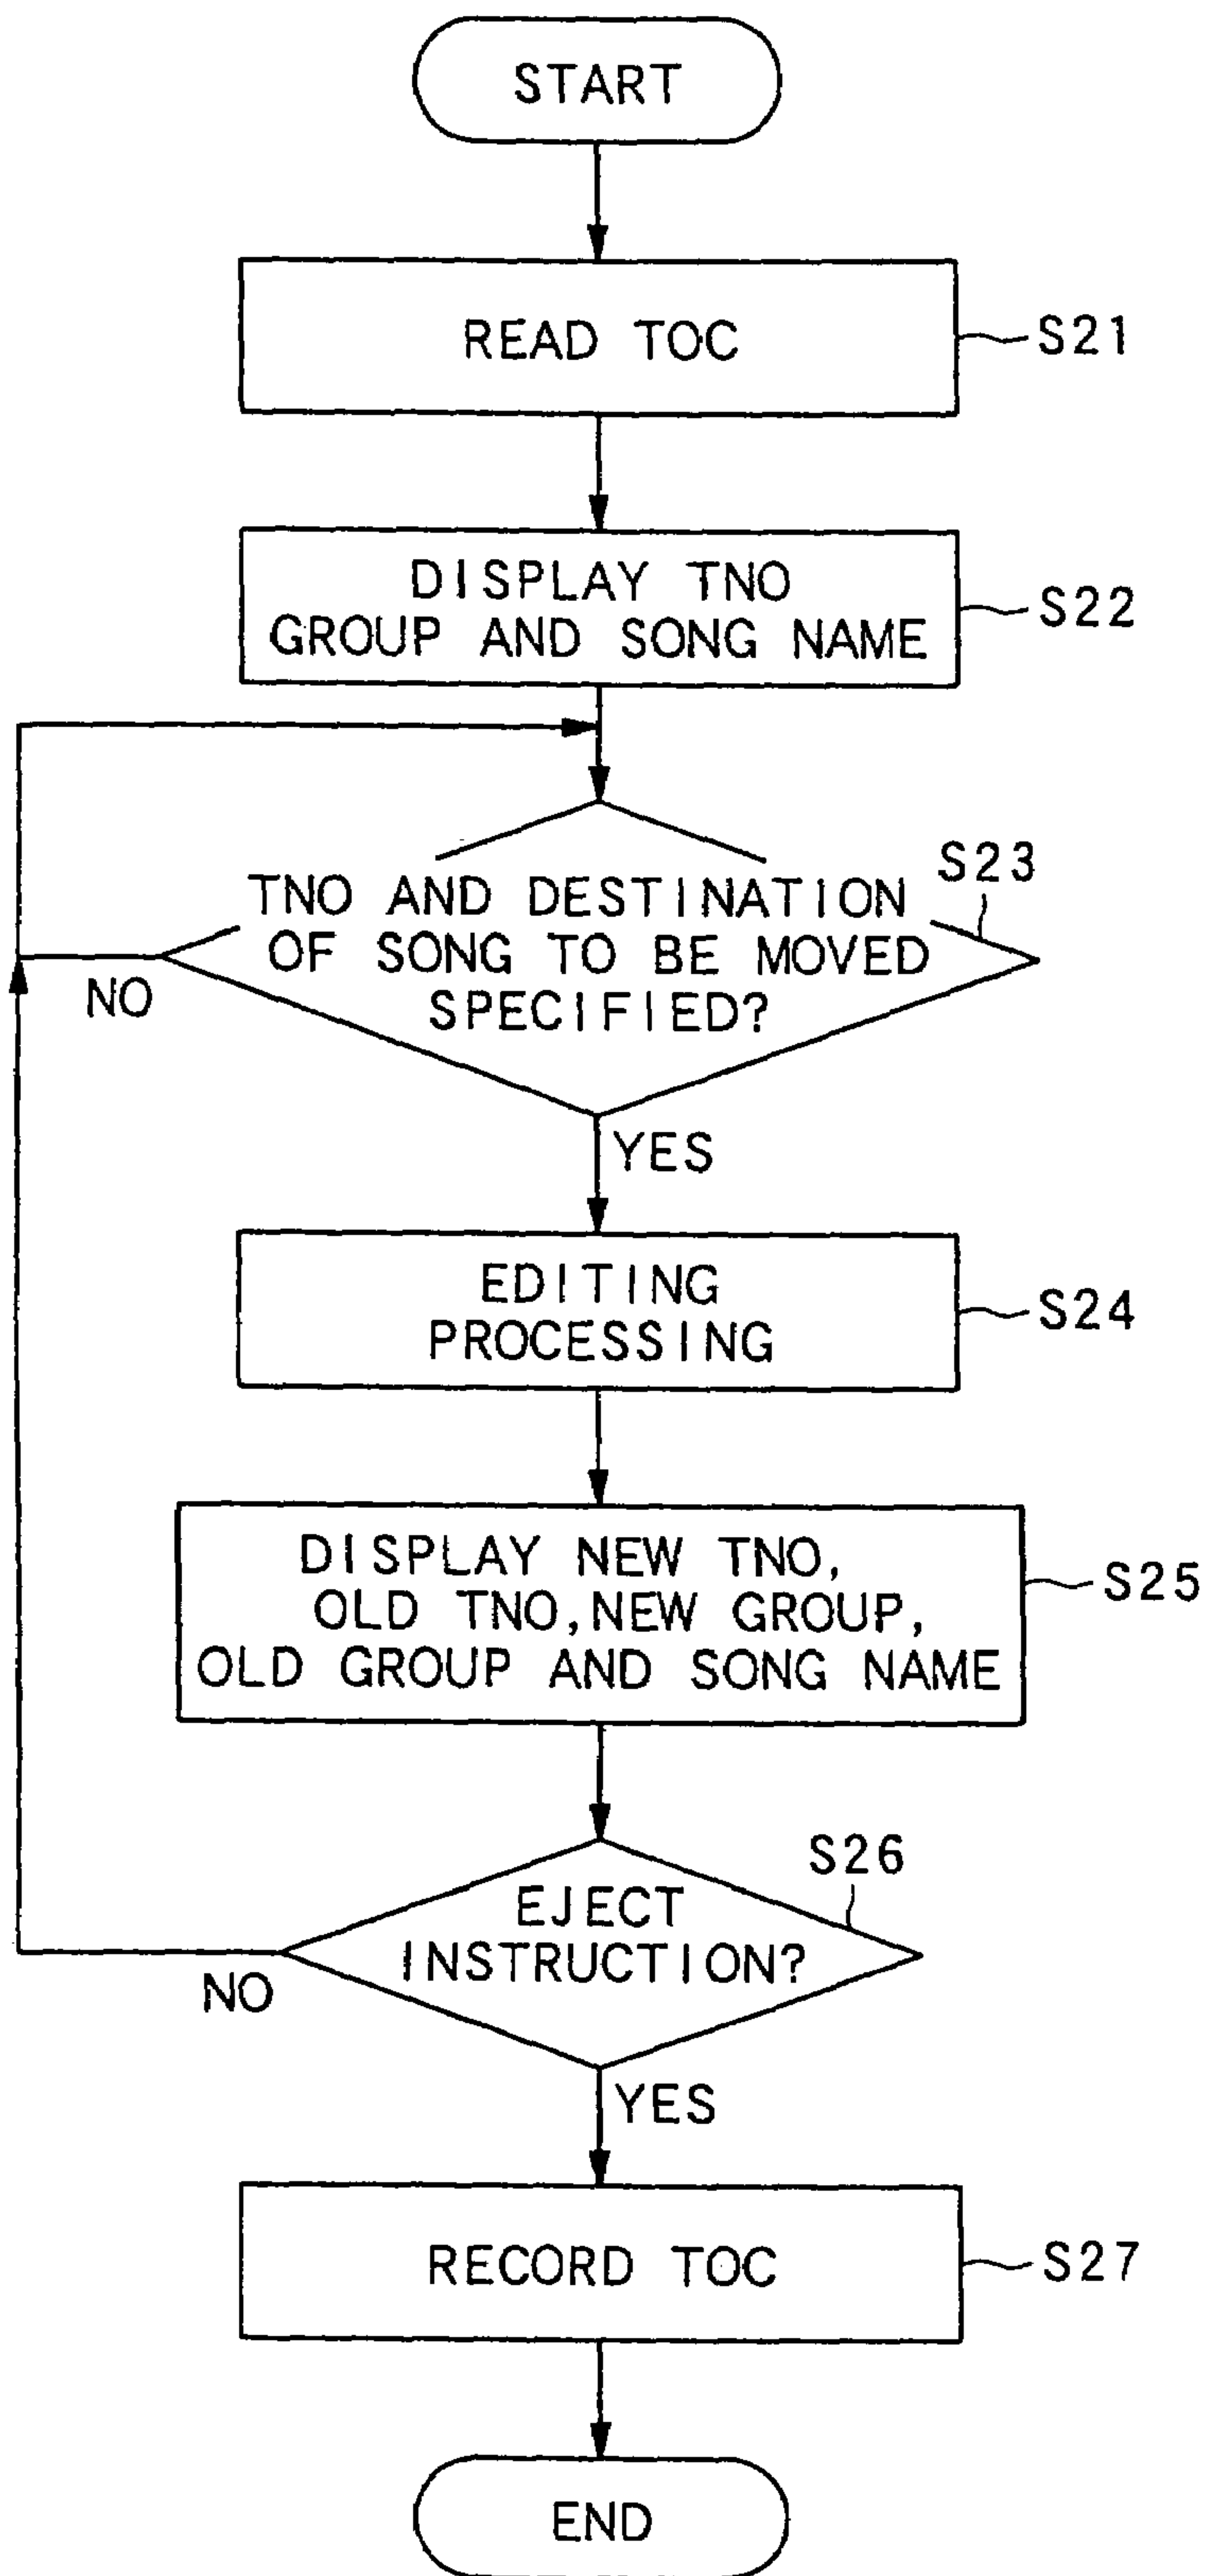 START
READ TOC
S21
DISPLAY TNO
GROUP AND SONG NAME
S22
S23
TNO AND DESTINATION
OF SONG TO BE MOVED
SPECIFIED?
NO
YES
EDITING
PROCESSING
S24
DISPLAY NEW TNO,
OLD TNO, NEW GROUP,
OLD GROUP AND SONG NAME
S25
S26
EJECT
INSTRUCTION?
NO
YES
RECORD TOC
S27
END